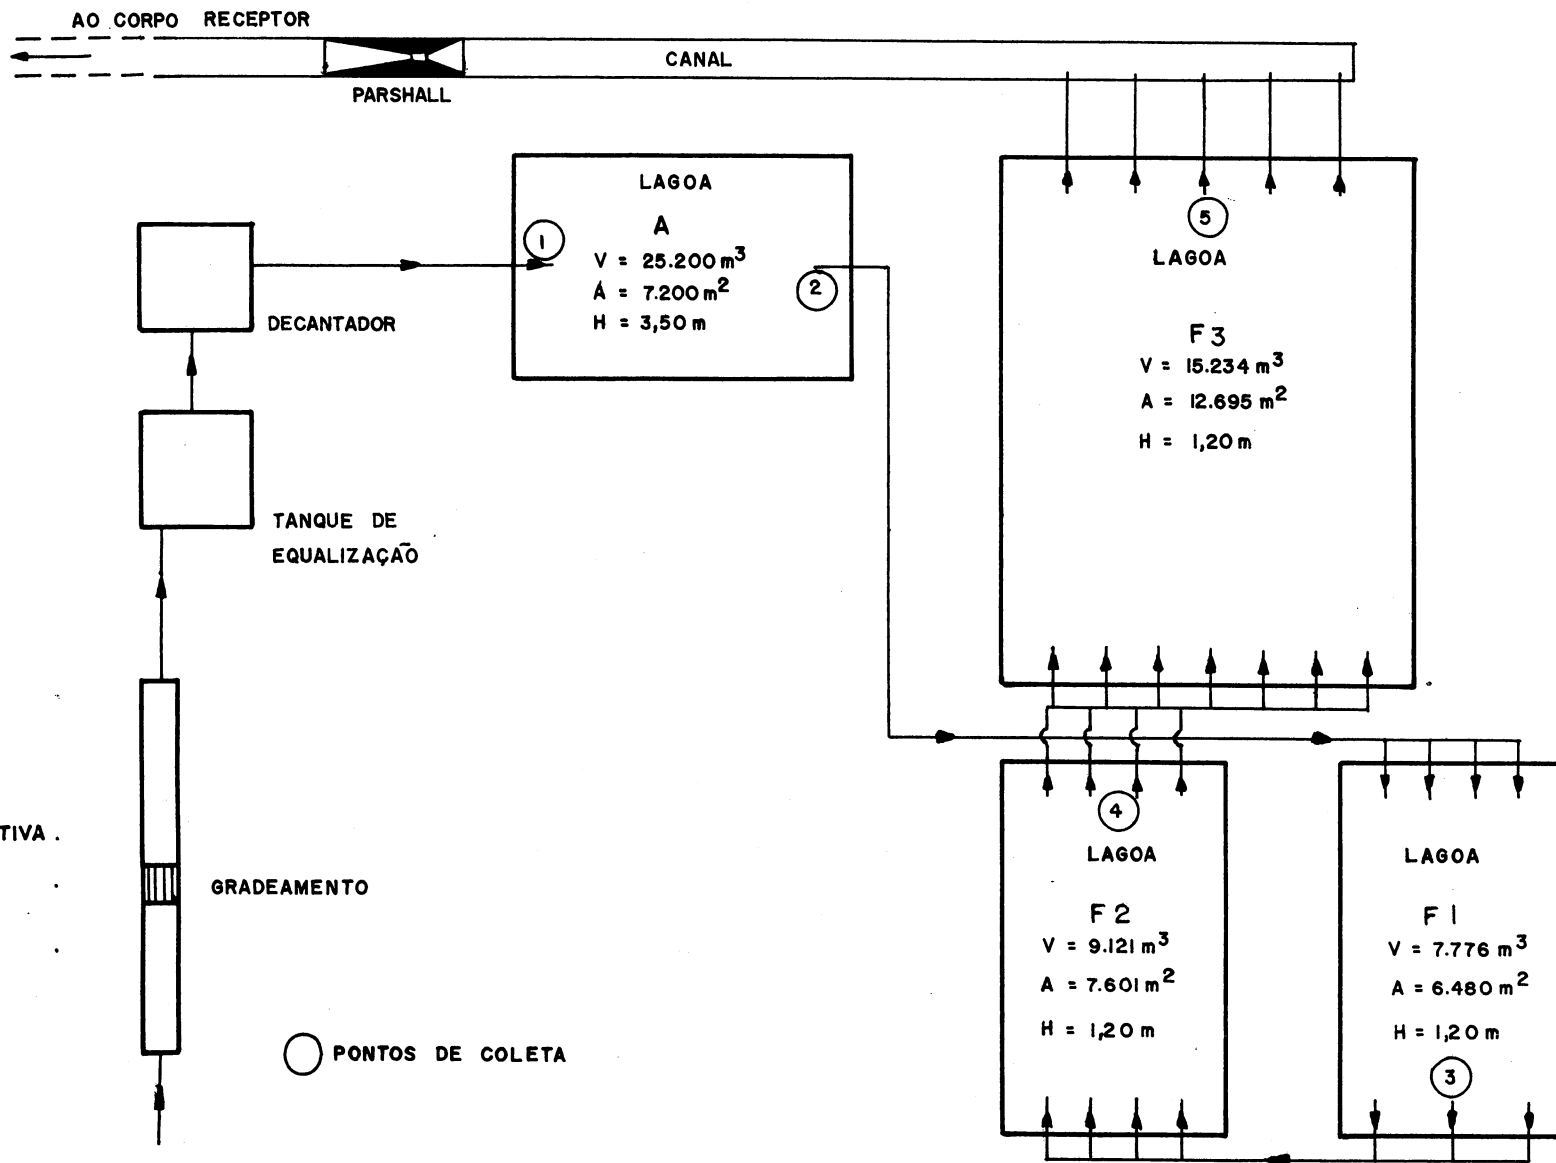 AO CORPO RECEPTOR
CANAL
PARSHALL
LAGOA
A
V = 25.200 m³
A = 7.200 m²
H = 3,50 m
1
2
DECANTADOR
TANQUE DE
EQUALIZAÇÃO
5
LAGOA
F3
V = 15.234 m³
A = 12.695 m²
H = 1,20 m
TIVA .
GRADEAMENTO
4
LAGOA
F2
V = 9.121 m³
A = 7.601 m²
H = 1,20 m
LAGOA
F1
V = 7.776 m³
A = 6.480 m²
H = 1,20 m
3
PONTOS DE COLETA